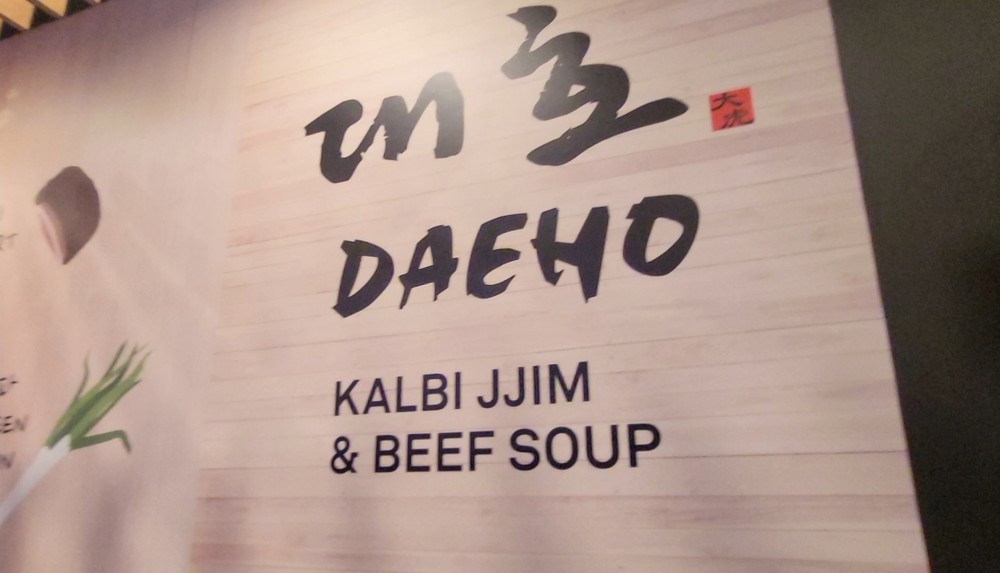 대호
大虎
DAEHO
KALBI JJIM
& BEEF SOUP